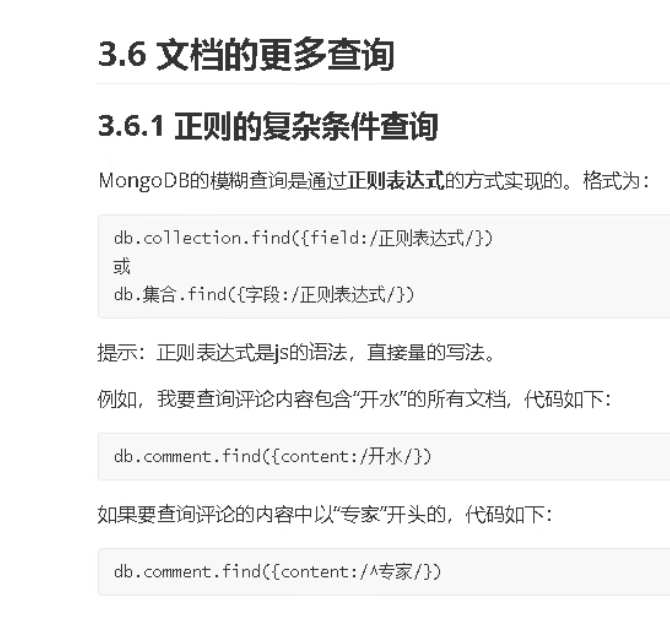 3.6 文档的更多查询
3.6.1 正则的复杂条件查询
MongoDB的模糊查询是通过正则表达式的方式实现的。格式为：
db.collection.find({field:/正则表达式/})
或
db.集合.find({字段:/正则表达式/})
提示：正则表达式是js的语法，直接量的写法。
例如，我要查询评论内容包含“开水”的所有文档，代码如下：
db.comment.find({content:/开水/})
如果要查询评论的内容中以“专家”开头的，代码如下：
db.comment.find({content:/^专家/})